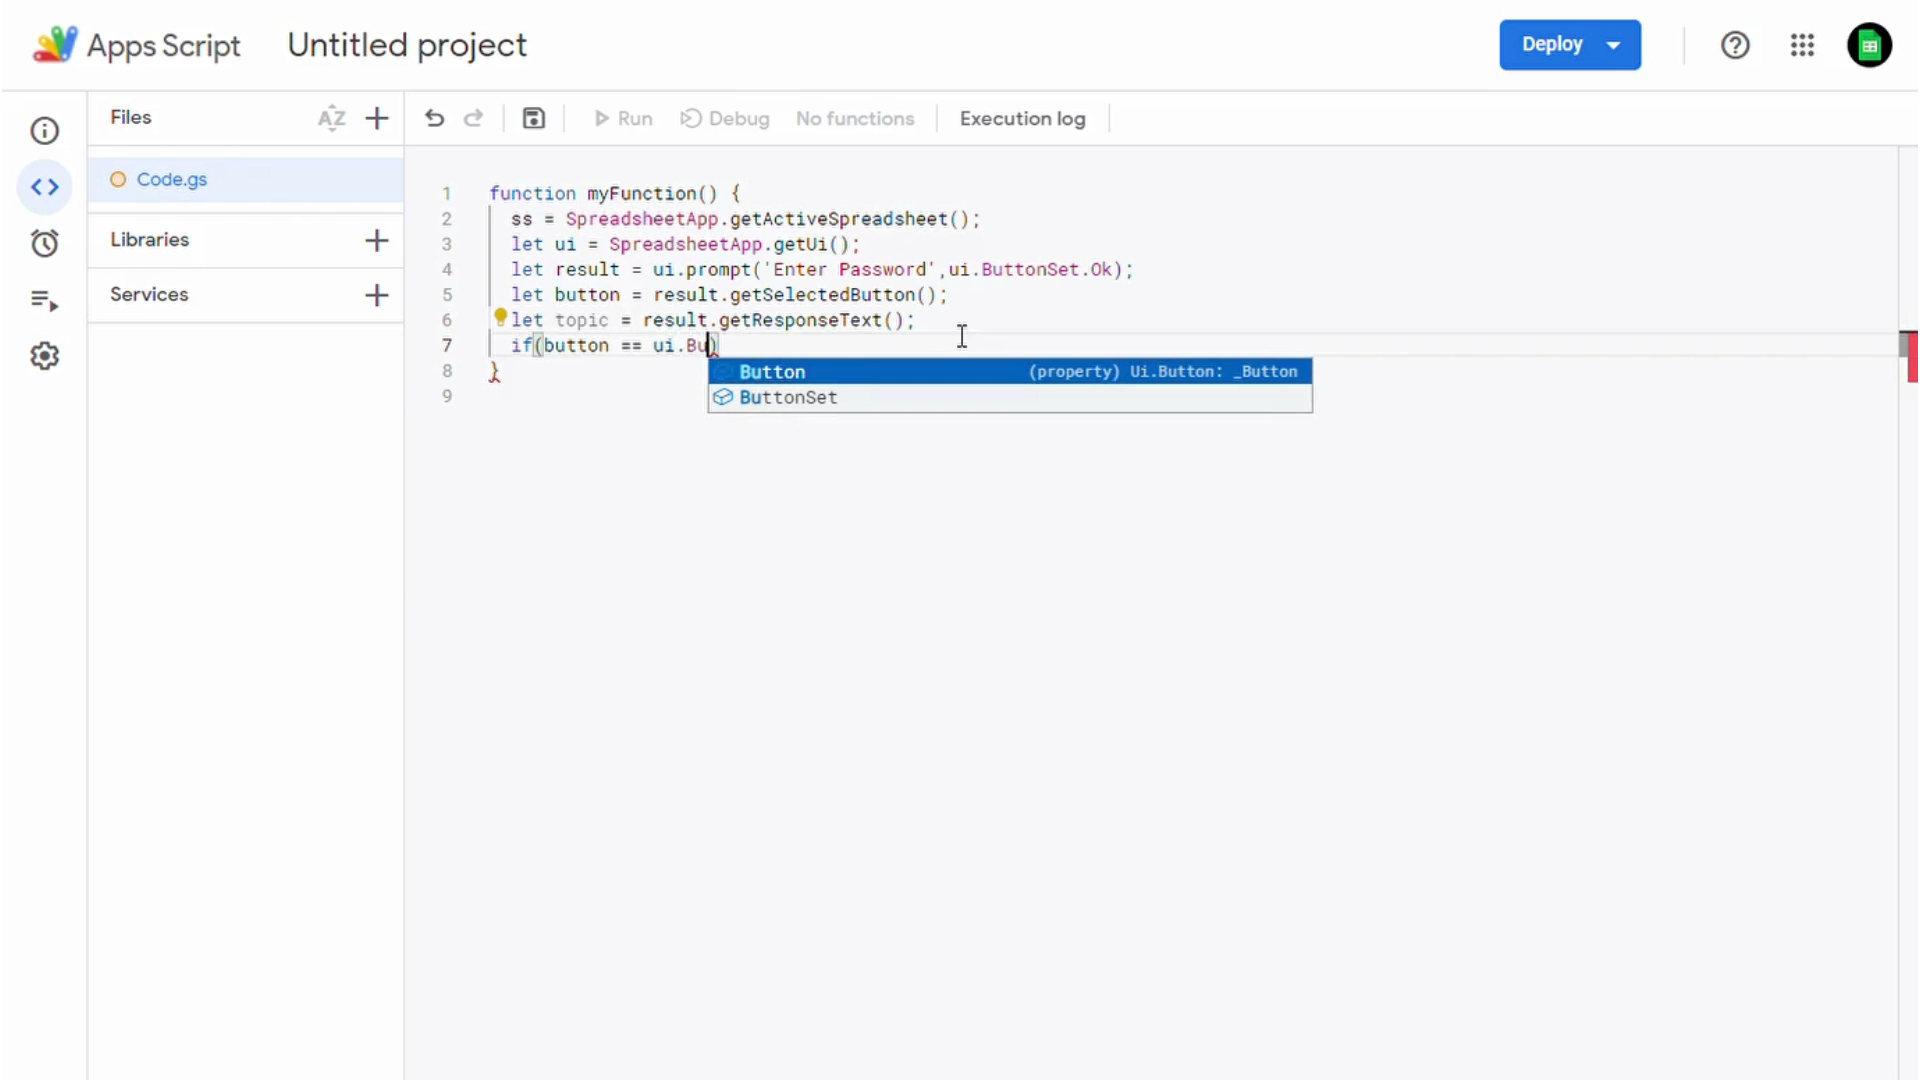 Apps Script Untitled project Deploy
Files AZ Run Debug No functions Execution log
Code.gs
Libraries
Services
1 function myFunction() {
2 ss = SpreadsheetApp.getActiveSpreadsheet();
3 let ui = SpreadsheetApp.getUi();
4 let result = ui.prompt('Enter Password',ui.ButtonSet.Ok);
5 let button = result.getSelectedButton();
6 let topic = result.getResponseText();
7 if(button == ui.Bu)
8 }
9
Button (property) Ui.Button: _Button
ButtonSet